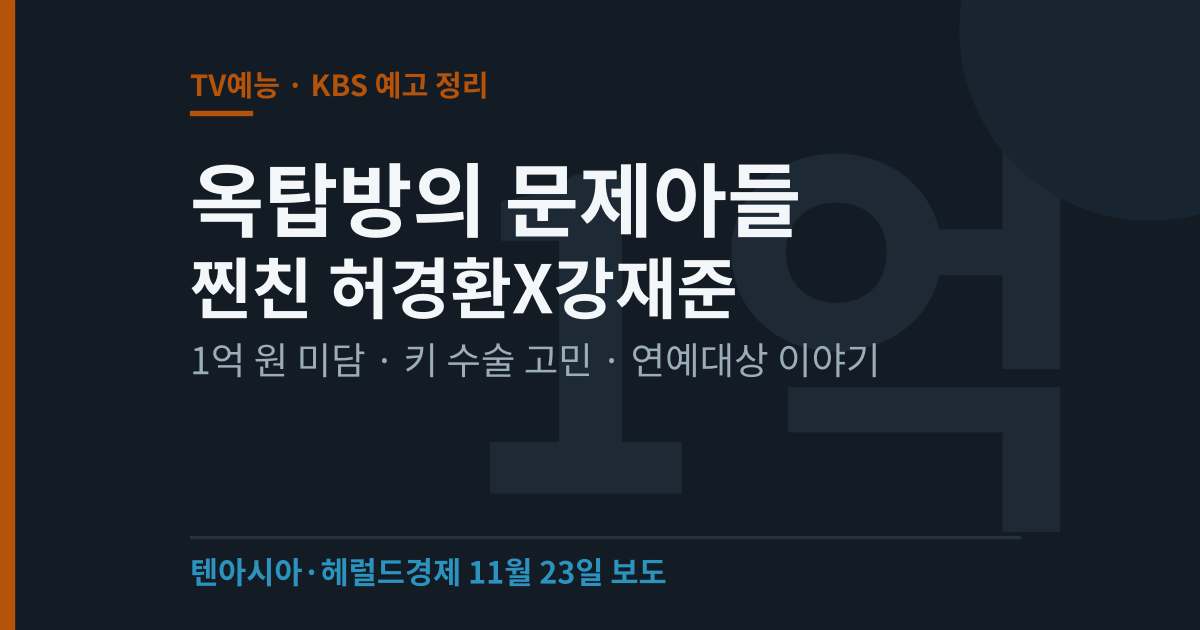 TV예능 · KBS 예고 정리
옥탑방의 문제아들
찐친 허경환X강재준
1억 원 미담 · 키 수술 고민 · 연예대상 이야기
1억
텐아시아·헤럴드경제 11월 23일 보도